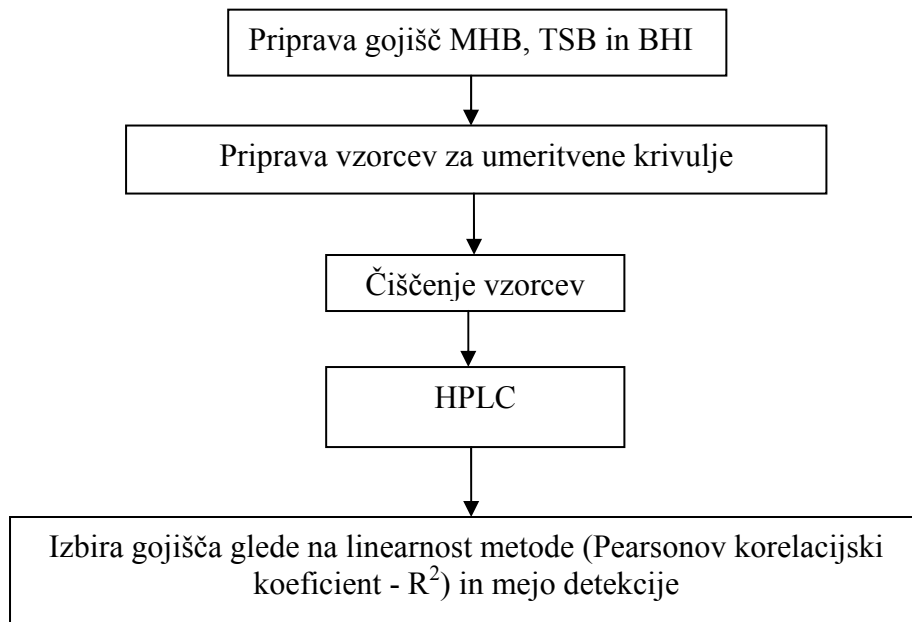 Priprava gojišč MHB, TSB in BHI
Priprava vzorcev za umeritvene krivulje
Čiščenje vzorcev
HPLC
Izbira gojišča glede na linearnost metode (Pearsonov korelacijski
koeficient - R²) in mejo detekcije